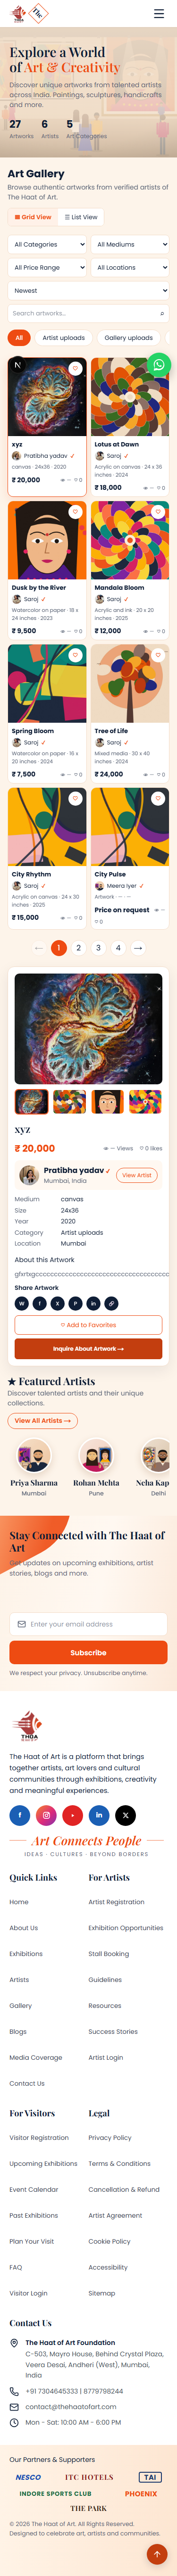 THOA
The
Explore a World
of Art & Creativity
Discover unique artworks from talented artists
across India. Paintings, sculptures, handicrafts
and more.
27 6 5
Artworks Artists Art Categories
Art Gallery
Browse authentic artworks from verified artists of
The Haat of Art.
Grid View List View
All Categories All Mediums
All Price Range All Locations
Newest
Search artworks...
All Artist uploads Gallery uploads
N
xyz
Pratibha yadav ✓
canvas · 24x36 · 2020
₹ 20,000 — 0
Lotus at Dawn
Saroj ✓
Acrylic on canvas · 24 x 36
inches · 2024
₹ 18,000 — 0
Dusk by the River
Saroj ✓
Watercolor on paper · 18 x
24 inches · 2023
₹ 9,500 — 0
Mandala Bloom
Saroj ✓
Acrylic and ink · 20 x 20
inches · 2025
₹ 12,000 — 0
Spring Bloom
Saroj ✓
Watercolor on paper · 16 x
20 inches · 2024
₹ 7,500 — 0
Tree of Life
Saroj ✓
Mixed media · 30 x 40
inches · 2024
₹ 24,000 — 0
City Rhythm
Saroj ✓
Acrylic on canvas · 24 x 30
inches · 2025
₹ 15,000 — 0
City Pulse
Meera Iyer ✓
Artwork · — · —
Price on request —
0
← 1 2 3 4 →
xyz
₹ 20,000 — Views 0 likes
Pratibha yadav ✓
Mumbai, India
View Artist
Medium canvas
Size 24x36
Year 2020
Category Artist uploads
Location Mumbai
About this Artwork
Share Artwork
W f X P in
Add to Favorites
Inquire About Artwork →
★ Featured Artists
Discover talented artists and their unique
collections.
View All Artists →
Priya Sharma Rohan Mehta
Mumbai Pune Delhi
Stay Connected with The Haat of
Art
Get updates on upcoming exhibitions, artist
stories, blogs and more.
Enter your email address
Subscribe
We respect your privacy. Unsubscribe anytime.
THOA
The Haat of Art is a platform that brings
together artists, art lovers and cultural
communities through exhibitions, creativity
and meaningful experiences.
f in X
Art Connects People
IDEAS · CULTURES · BEYOND BORDERS
Quick Links
Home
About Us
Exhibitions
Artists
Gallery
Blogs
Media Coverage
Contact Us
For Artists
Artist Registration
Exhibition Opportunities
Stall Booking
Guidelines
Resources
Success Stories
Artist Login
For Visitors
Visitor Registration
Upcoming Exhibitions
Event Calendar
Past Exhibitions
Plan Your Visit
FAQ
Visitor Login
Legal
Privacy Policy
Terms & Conditions
Cancellation & Refund
Artist Agreement
Cookie Policy
Accessibility
Sitemap
Contact Us
The Haat of Art Foundation
C-503, Mayro House, Behind Crystal Plaza,
Veera Desai, Andheri (West), Mumbai,
India
+91 7304645333 | 8779798244
contact@thehaatofart.com
Mon - Sat: 10:00 AM - 6:00 PM
Our Partners & Supporters
NESCO ITC HOTELS TAI
INDORE SPORTS CLUB PHOENIX
THE PARK
© 2026 The Haat of Art. All Rights Reserved.
Designed to celebrate art, artists and communities.